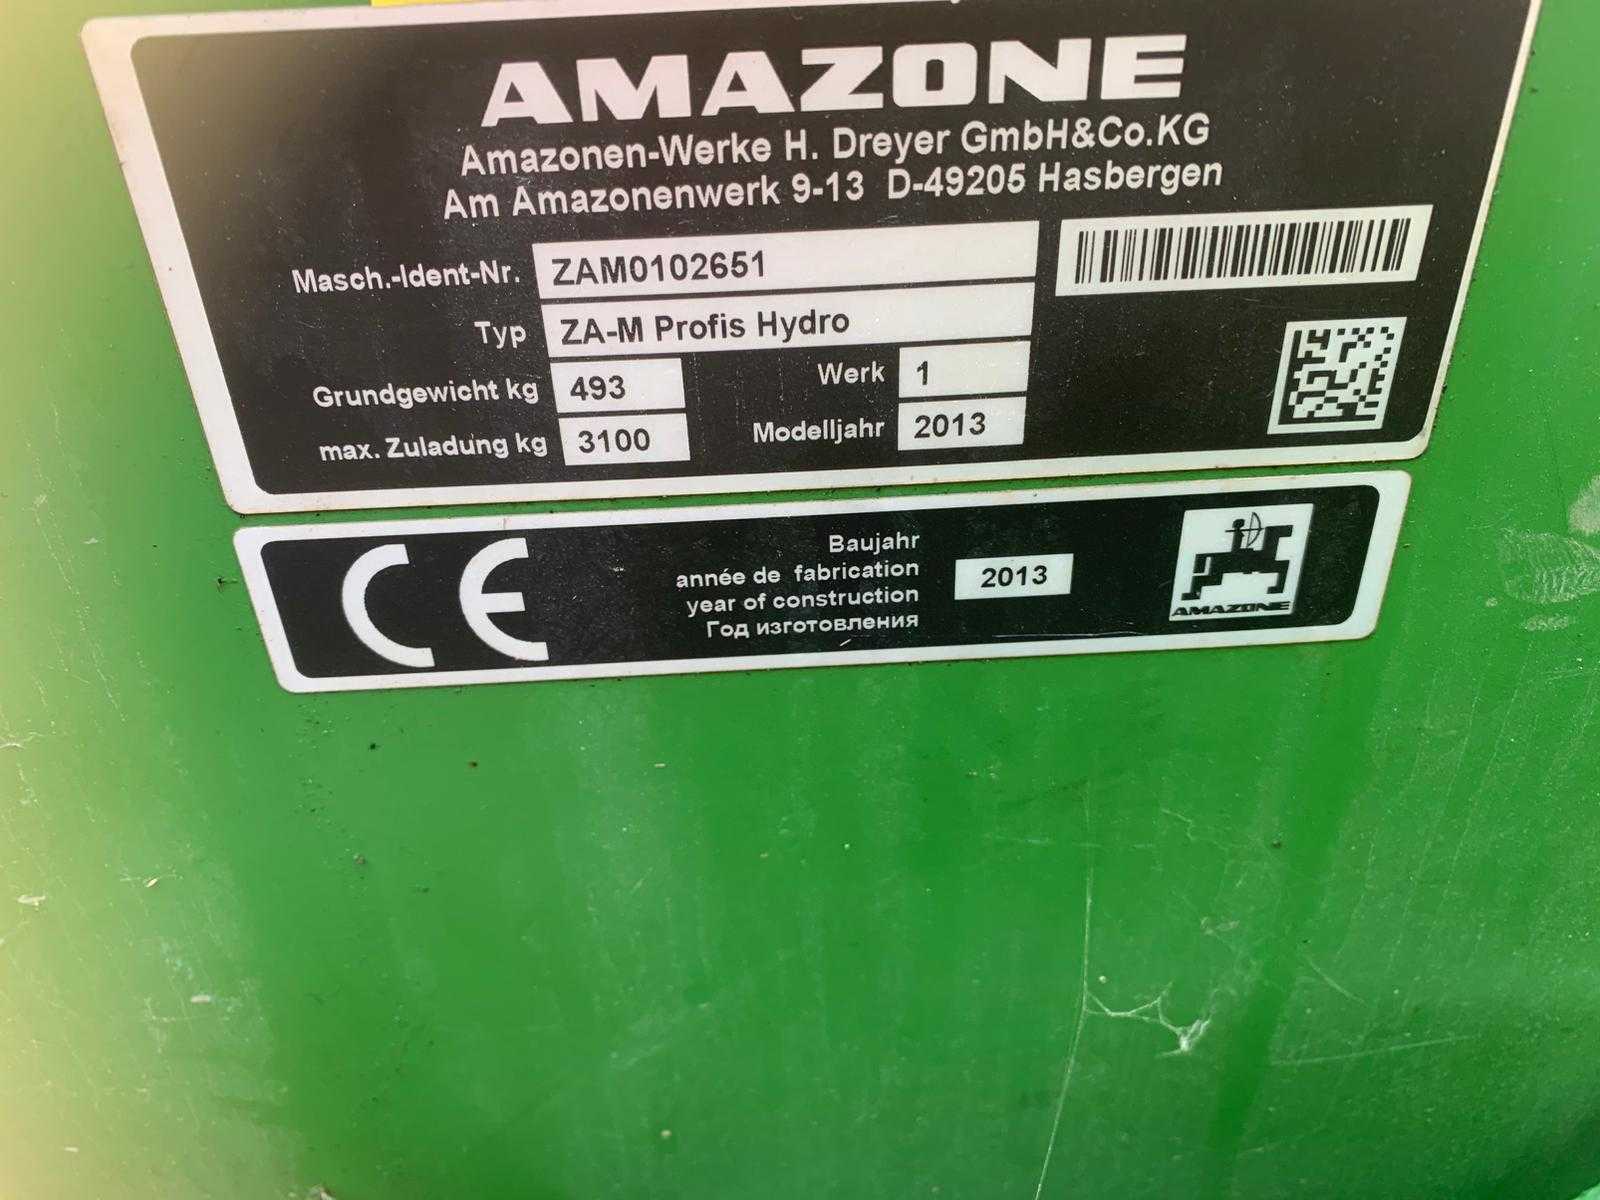 AMAZONE
Amazonen-Werke H. Dreyer GmbH&Co.KG
Am Amazonenwerk 9-13 D-49205 Hasbergen
Masch.-Ident-Nr. ZAM0102651
Typ ZA-M Profis Hydro
Grundgewicht kg 493 Werk 1
max. Zuladung kg 3100 Modelljahr 2013
CE
Baujahr
année de fabrication
year of construction
Год изготовления
2013
AMAZONE